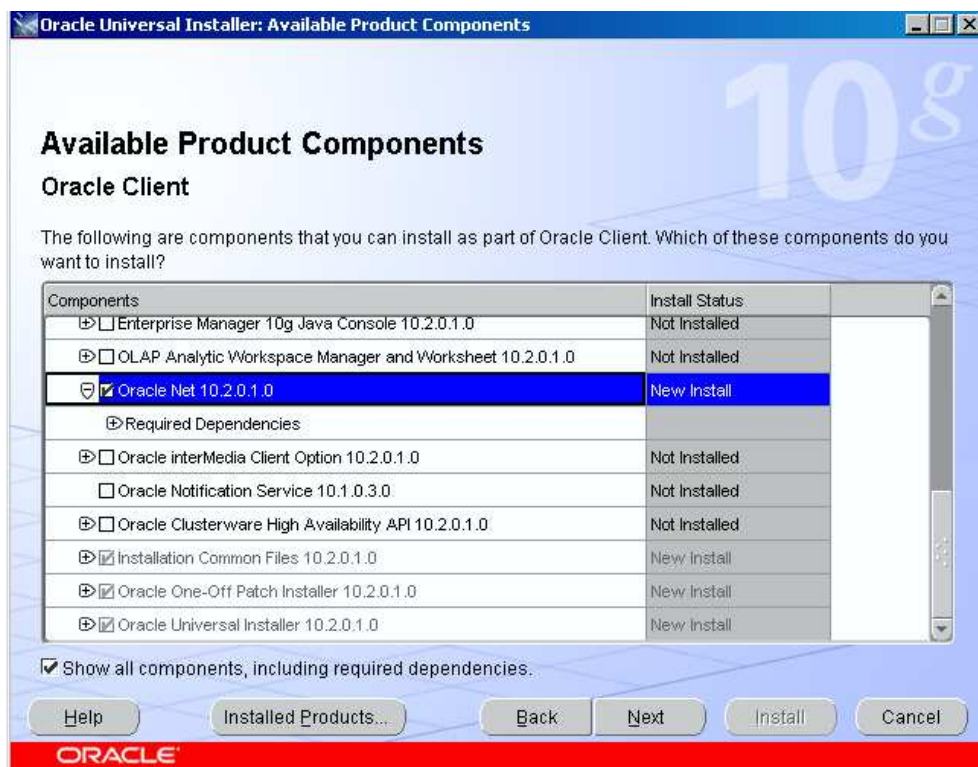 Oracle Universal Installer: Available Product Components
10g
Available Product Components
Oracle Client
The following are components that you can install as part of Oracle Client. Which of these components do you
want to install?
Components Install Status
Enterprise Manager 10g Java Console 10.2.0.1.0 Not Installed
OLAP Analytic Workspace Manager and Worksheet 10.2.0.1.0 Not Installed
Oracle Net 10.2.0.1.0 New Install
Required Dependencies
Oracle interMedia Client Option 10.2.0.1.0 Not Installed
Oracle Notification Service 10.1.0.3.0 Not Installed
Oracle Clusterware High Availability API 10.2.0.1.0 Not Installed
Installation Common Files 10.2.0.1.0 New Install
Oracle One-Off Patch Installer 10.2.0.1.0 New Install
Oracle Universal Installer 10.2.0.1.0 New Install
Show all components, including required dependencies.
Help Installed Products... Back Next Install Cancel
ORACLE